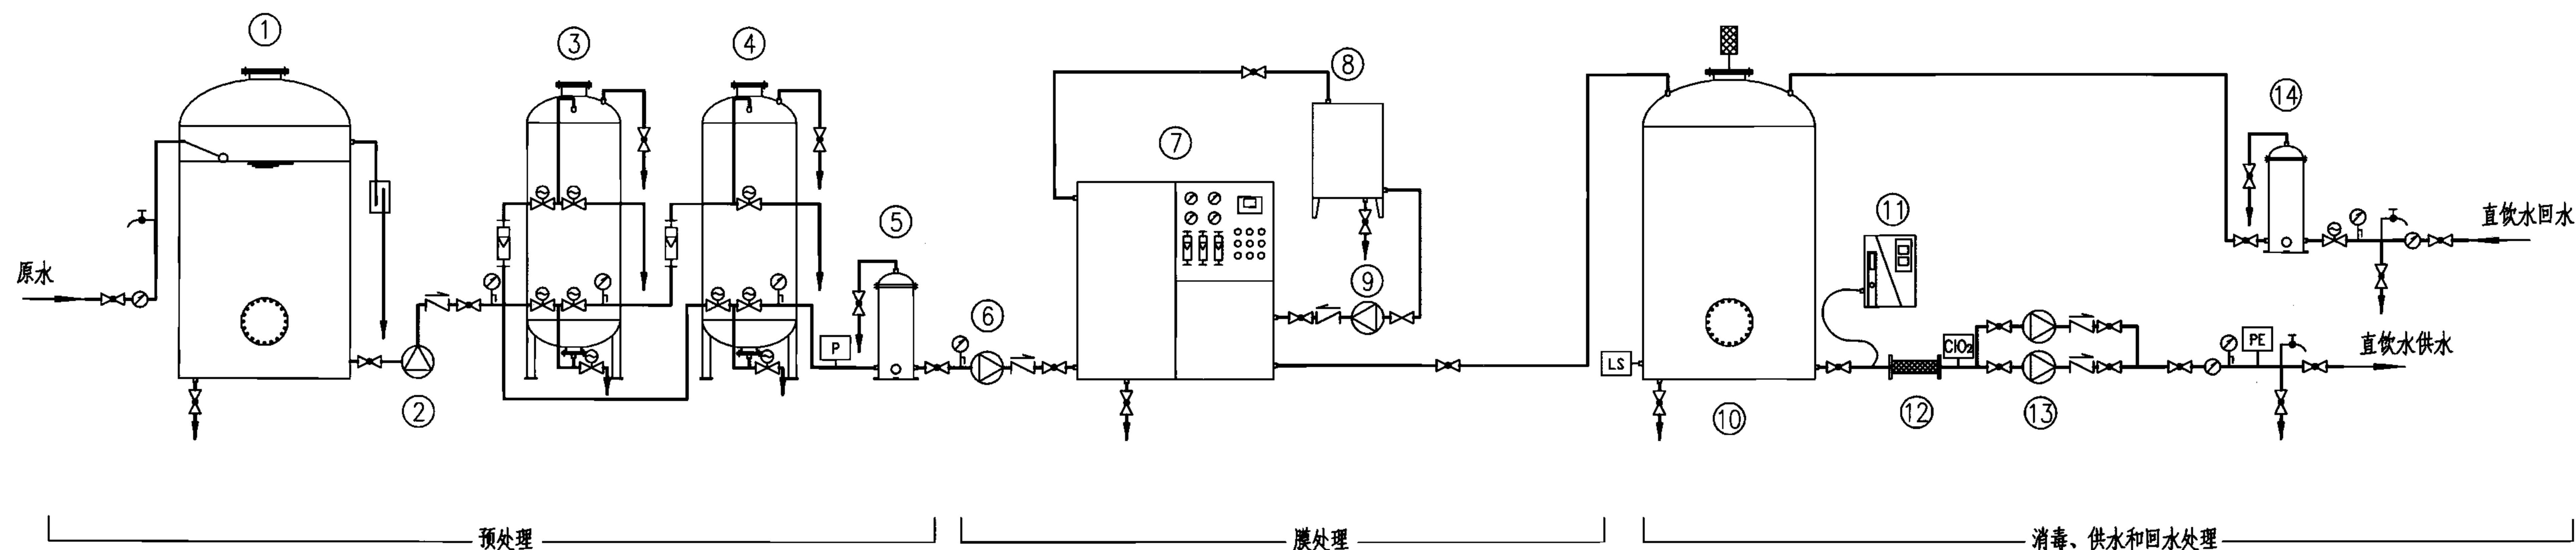 ①
③
④
⑧
⑭
⑦
⑪
直饮水回水
⑤
原水
⑨
⑥
P
LS
ClO₂
PE
直饮水供水
②
⑩
⑫
⑬
预处理
膜处理
消毒、供水和回水处理